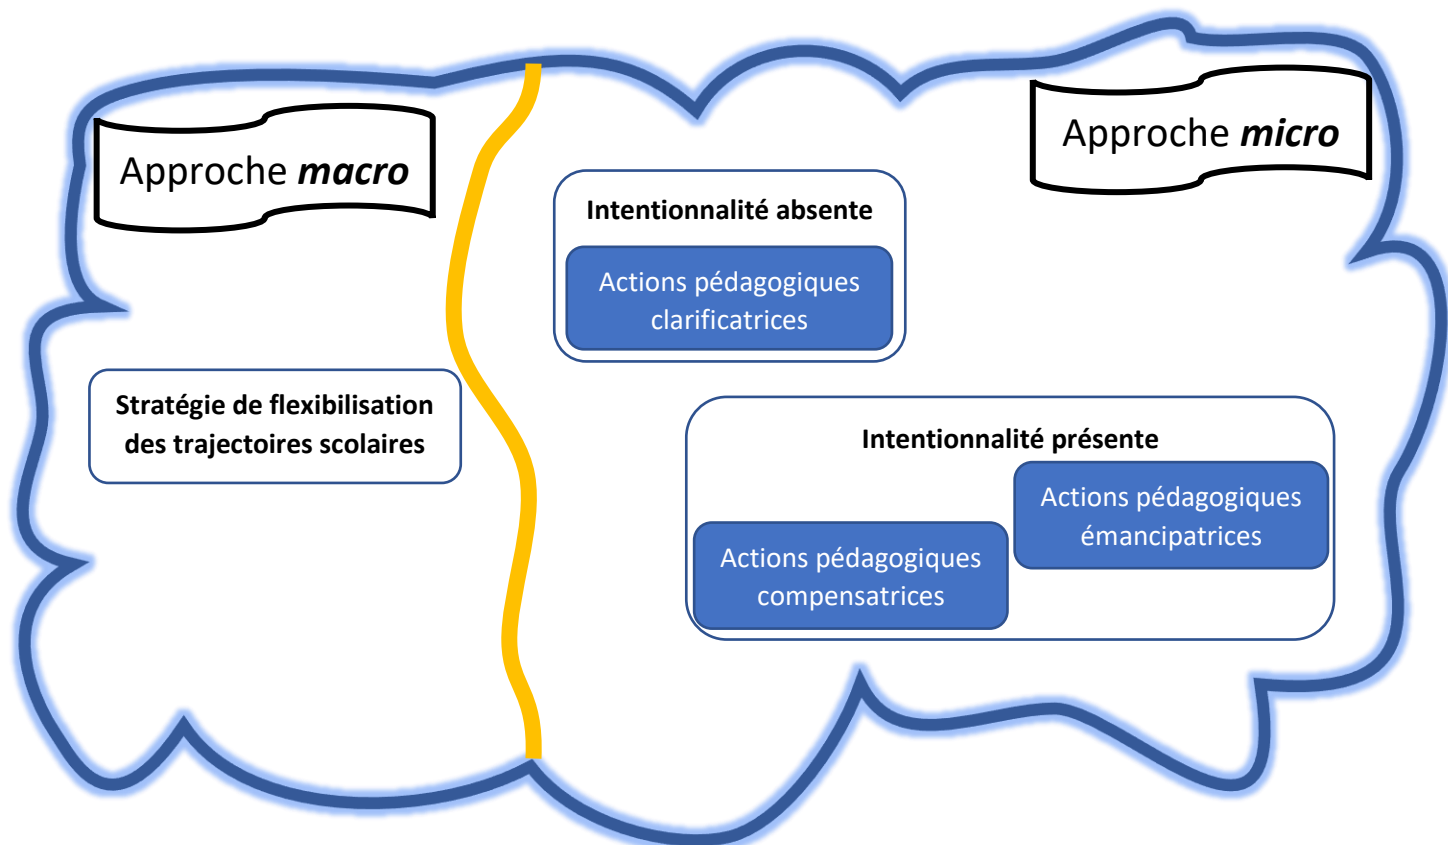 Approche macro
Approche micro
Intentionnalité absente
Actions pédagogiques
clarificatrices
Stratégie de flexibilisation
des trajectoires scolaires
Intentionnalité présente
Actions pédagogiques
émancipatrices
Actions pédagogiques
compensatrices